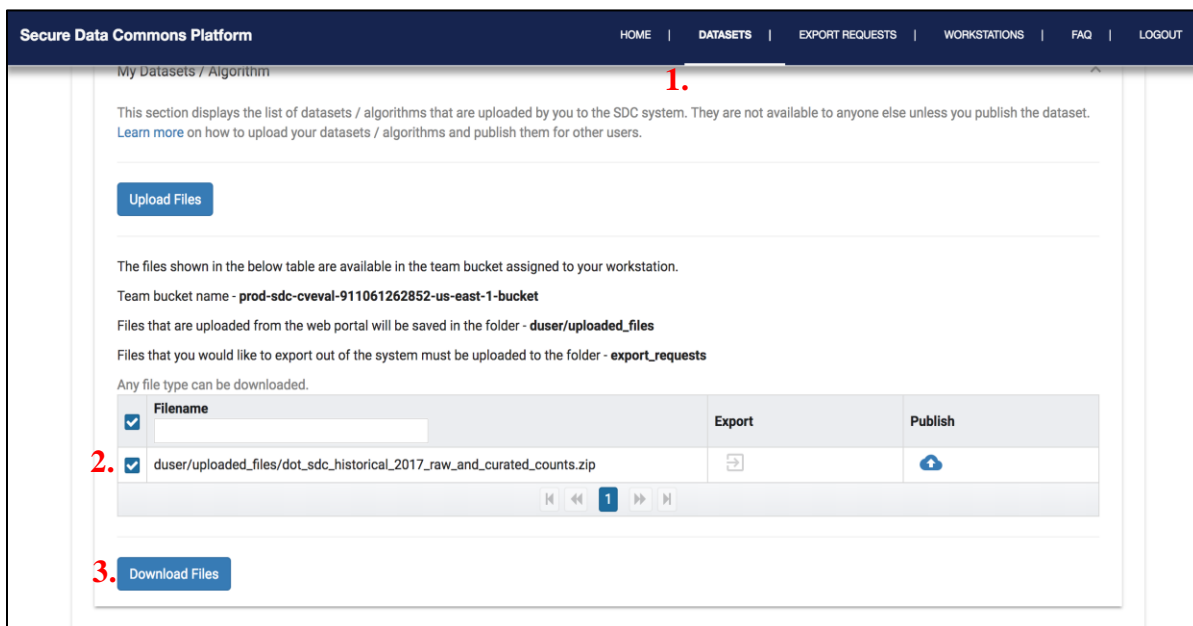 Secure Data Commons Platform
HOME | DATASETS | EXPORT REQUESTS | WORKSTATIONS | FAQ | LOGOUT
1.
My Datasets / Algorithm
This section displays the list of datasets / algorithms that are uploaded by you to the SDC system. They are not available to anyone else unless you publish the dataset.
Learn more on how to upload your datasets / algorithms and publish them for other users.
Upload Files
The files shown in the below table are available in the team bucket assigned to your workstation.
Team bucket name - prod-sdc-cveval-911061262852-us-east-1-bucket
Files that are uploaded from the web portal will be saved in the folder - duser/uploaded_files
Files that you would like to export out of the system must be uploaded to the folder - export_requests
Any file type can be downloaded.
Filename Export Publish
2. duser/uploaded_files/dot_sdc_historical_2017_raw_and_curated_counts.zip
1
3. Download Files